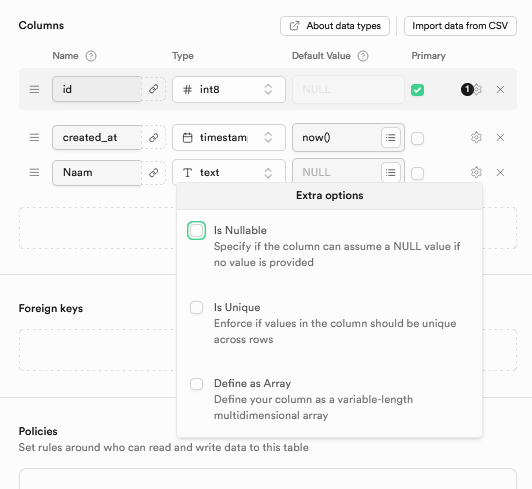 Columns
About data types
Import data from CSV
Name
Type
Default Value
Primary
id
# int8
NULL
1
created_at
timestam
now()
Naam
T text
NULL
Extra options
Is Nullable
Specify if the column can assume a NULL value if
no value is provided
Is Unique
Enforce if values in the column should be unique
across rows
Define as Array
Define your column as a variable-length
multidimensional array
Foreign keys
Policies
Set rules around who can read and write data to this table